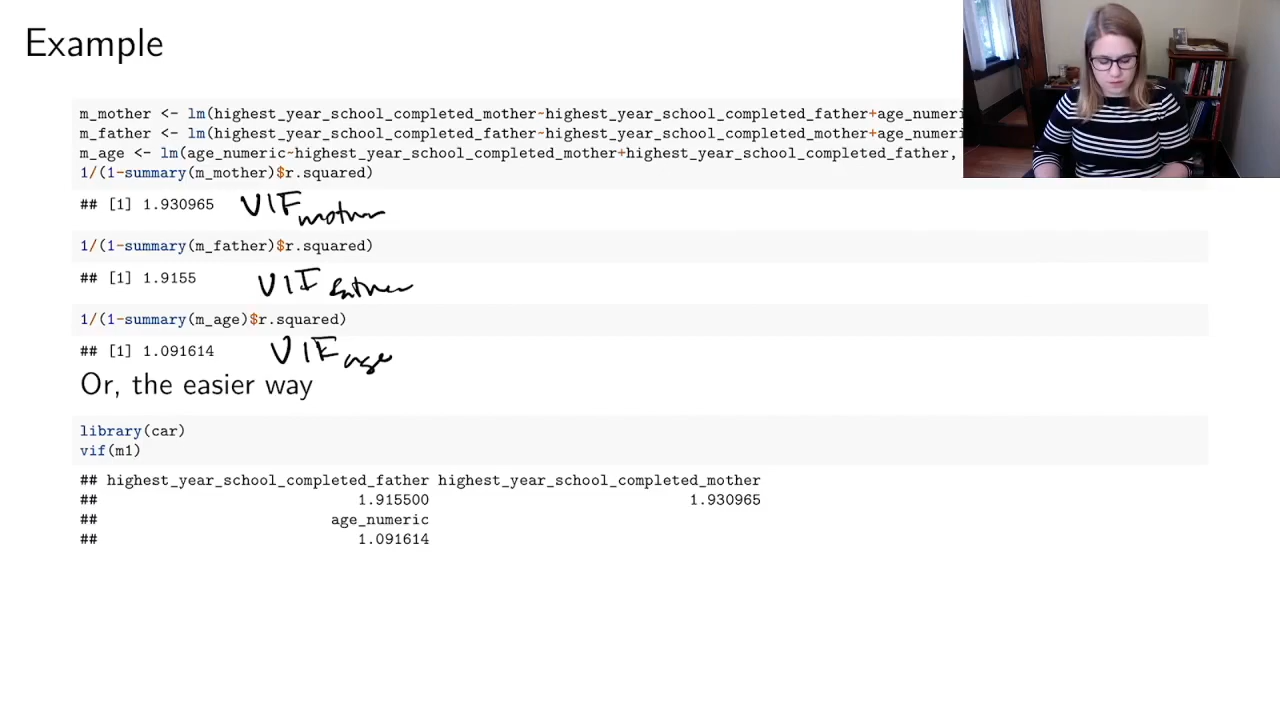 Example
m_mother <- lm(highest_year_school_completed_mother~highest_year_school_completed_father+age_numeri
m_father <- lm(highest_year_school_completed_father~highest_year_school_completed_mother+age_numeri
m_age <- lm(age_numeric~highest_year_school_completed_mother+highest_year_school_completed_father,
1/(1-summary(m_mother)$r.squared)
## [1] 1.930965 VIF mother
1/(1-summary(m_father)$r.squared)
## [1] 1.9155 VIF father
1/(1-summary(m_age)$r.squared)
## [1] 1.091614 VIF age
Or, the easier way
library(car)
vif(m1)
## highest_year_school_completed_father highest_year_school_completed_mother
## 1.915500 1.930965
## age_numeric
## 1.091614